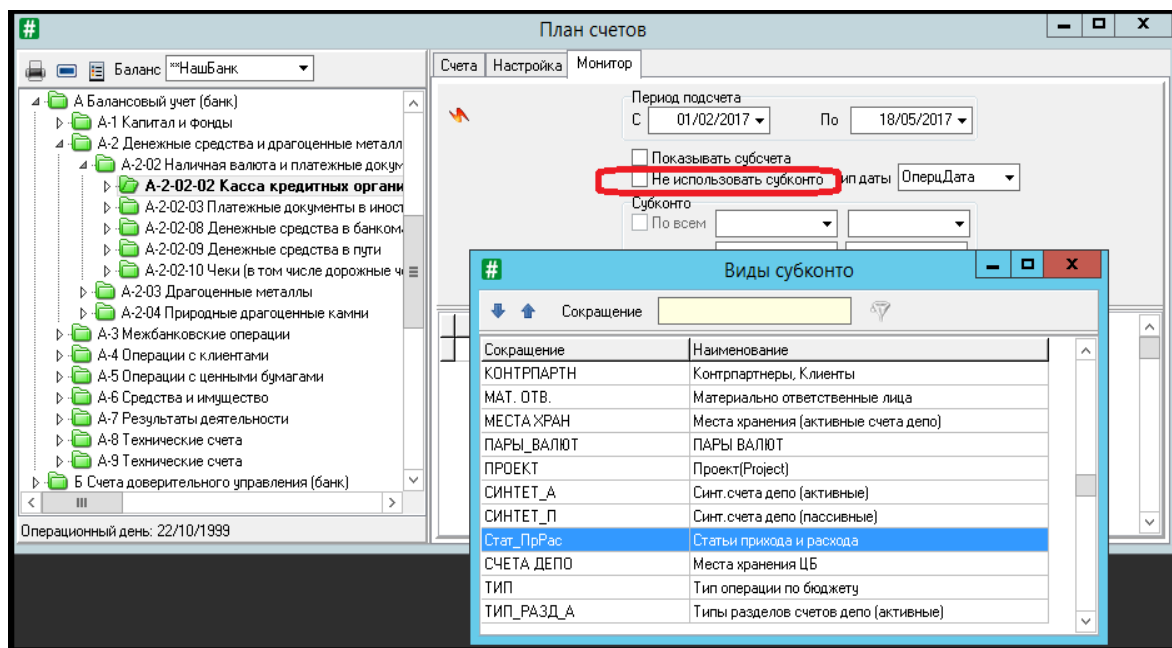 План счетов
Баланс **НашБанк
Счета Настройка Монитор
А Балансовый учет (банк)
А-1 Капитал и фонды
А-2 Денежные средства и драгоценные металл
А-2-02 Наличная валюта и платежные докум
А-2-02-02 Касса кредитных органи
А-2-02-03 Платежные документы в иност
А-2-02-08 Денежные средства в банком
А-2-02-09 Денежные средства в пути
А-2-02-10 Чеки (в том числе дорожные ч
А-2-03 Драгоценные металлы
А-2-04 Природные драгоценные камни
А-3 Межбанковские операции
А-4 Операции с клиентами
А-5 Операции с ценными бумагами
А-6 Средства и имущество
А-7 Результаты деятельности
А-8 Технические счета
А-9 Технические счета
Б Счета доверительного управления (банк)
Операционный день: 22/10/1999
Период подсчета
С 01/02/2017 По 18/05/2017
Показывать субсчета
Не использовать субконто ип даты ОперцДата
Субконто
По всем
Виды субконто
Сокращение
Сокращение Наименование
КОНТРПАРТН Контрпартнеры, Клиенты
МАТ. ОТВ. Материально ответственные лица
МЕСТА ХРАН Места хранения (активные счета депо)
ПАРЫ_ВАЛЮТ ПАРЫ ВАЛЮТ
ПРОЕКТ Проект(Project)
СИНТЕТ_А Синт.счета депо (активные)
СИНТЕТ_П Синт.счета депо (пассивные)
Стат_ПрРас Статьи прихода и расхода
СЧЕТА ДЕПО Места хранения ЦБ
ТИП Тип операции по бюджету
ТИП_РАЗД_А Типы разделов счетов депо (активные)